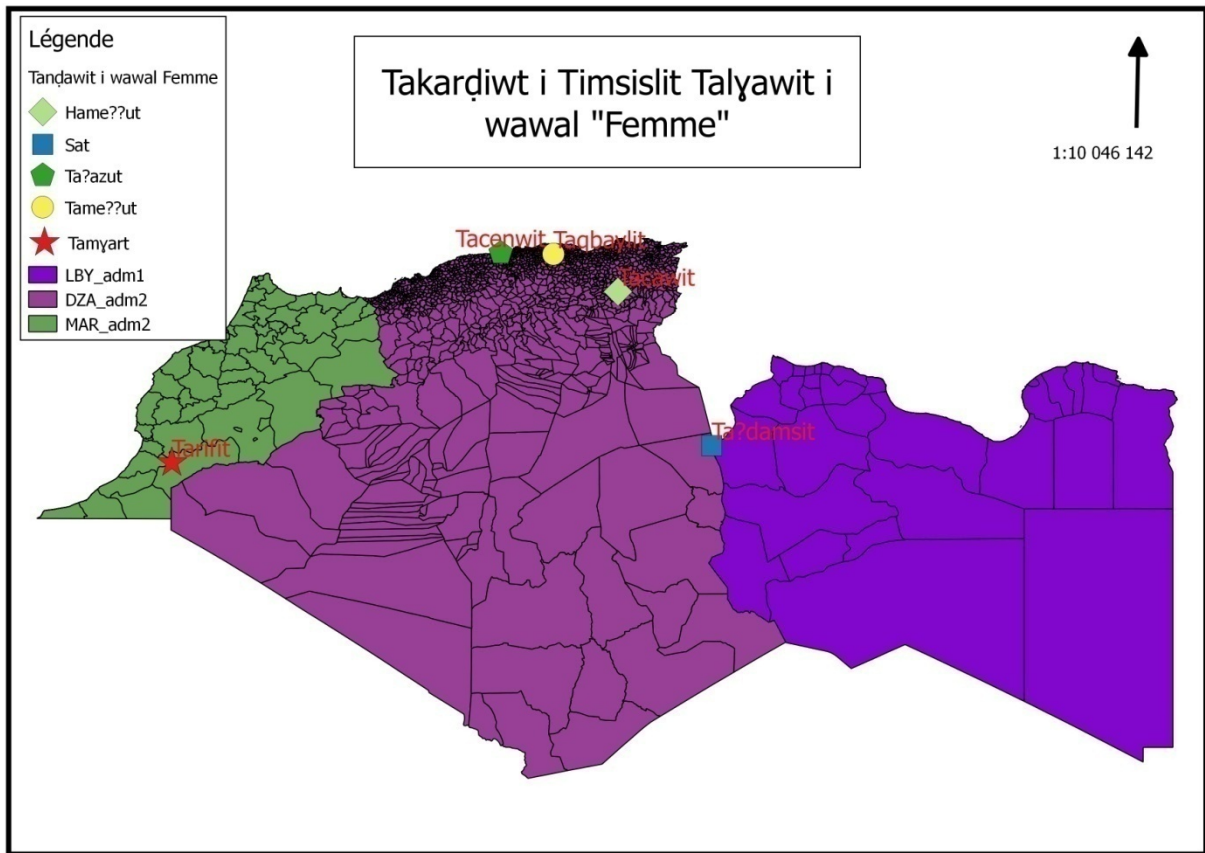 Légende
Tanḍawit i wawal Femme
Hame??ut
Sat
Ta?azut
Tame??ut
Tamɣart
LBY_adm1
DZA_adm2
MAR_adm2
Takarḍiwt i Timsislit Talɣawit i
wawal "Femme"
1:10 046 142
Tacenwit
Taqbaylit
Tacawit
Ta?damsit
Tarifit